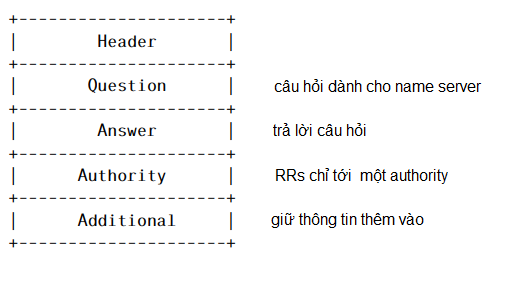 +---------------------+
|        Header       |
+---------------------+
|       Question      | câu hỏi dành cho name server
+---------------------+
|        Answer       | trả lời câu hỏi
+---------------------+
|      Authority      | RRs chỉ tới một authority
+---------------------+
|      Additional     | giữ thông tin thêm vào
+---------------------+